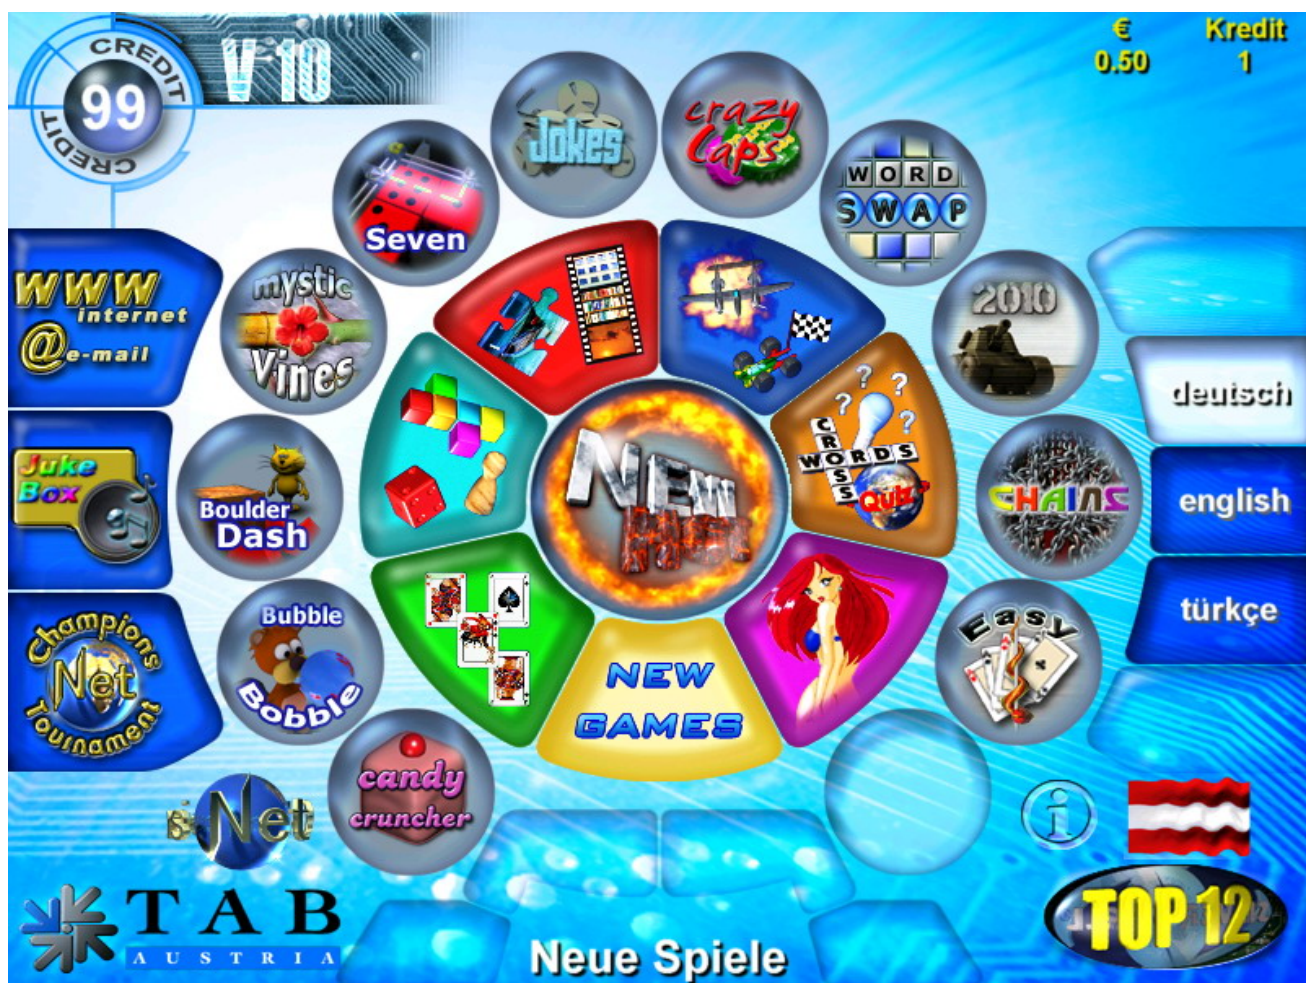 CREDIT
99
CREDIT
V 10
€
0.50
Kredit
1
Jokes
crazy
Caps
WORD
SWAP
Seven
mystic
Vines
2010
www
internet
@e-mail
deutsch
CROSS
WORDS
Quiz
NEW
HOT
CHAINS
english
Juke
Box
Boulder
Dash
türkçe
Champions
Net
Tournament
Bubble
Bobble
Easy
NEW
GAMES
candy
cruncher
Net
i
TAB
AUSTRIA
Neue Spiele
TOP 12